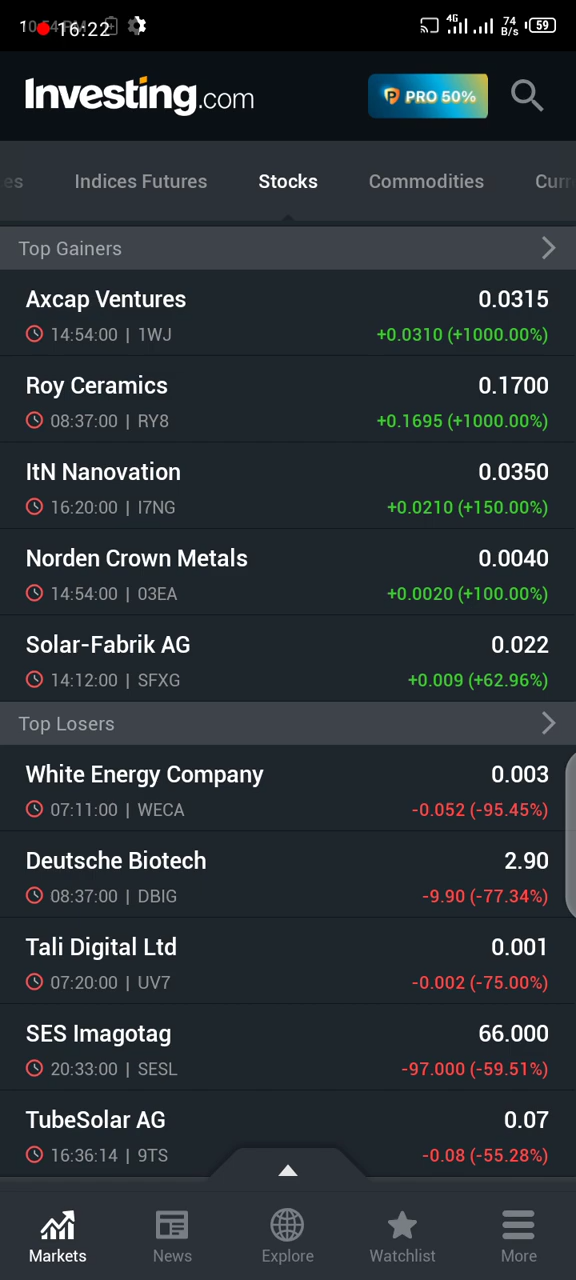 16:22
4G
74
B/s
59
Investing.com
PRO 50%
es
Indices Futures
Stocks
Commodities
Curr
Top Gainers
Axcap Ventures 0.0315
14:54:00 | 1WJ +0.0310 (+1000.00%)
Roy Ceramics 0.1700
08:37:00 | RY8 +0.1695 (+1000.00%)
ItN Nanovation 0.0350
16:20:00 | I7NG +0.0210 (+150.00%)
Norden Crown Metals 0.0040
14:54:00 | 03EA +0.0020 (+100.00%)
Solar-Fabrik AG 0.022
14:12:00 | SFXG +0.009 (+62.96%)
Top Losers
White Energy Company 0.003
07:11:00 | WECA -0.052 (-95.45%)
Deutsche Biotech 2.90
08:37:00 | DBIG -9.90 (-77.34%)
Tali Digital Ltd 0.001
07:20:00 | UV7 -0.002 (-75.00%)
SES Imagotag 66.000
20:33:00 | SESL -97.000 (-59.51%)
TubeSolar AG 0.07
16:36:14 | 9TS -0.08 (-55.28%)
Markets
News
Explore
Watchlist
More